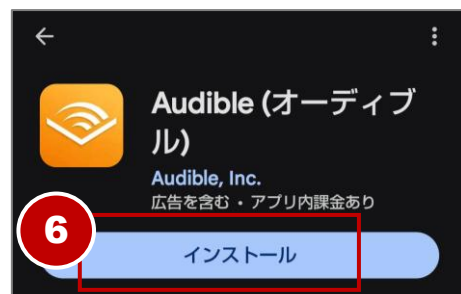 Audible (オーディブ
ル)
Audible, Inc.
広告を含む・アプリ内課金あり
6
インストール